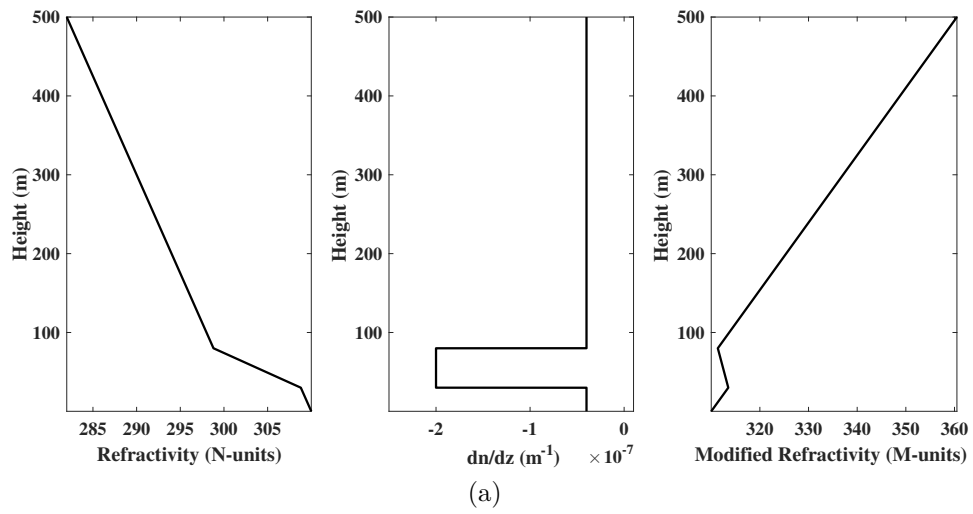 500
400
300
200
100
Height (m)
285 290 295 300 305
Refractivity (N-units)
500
400
300
200
100
Height (m)
-2 -1 0
dn/dz (m-1) ×10-7
500
400
300
200
100
Height (m)
320 330 340 350 360
Modified Refractivity (M-units)
(a)